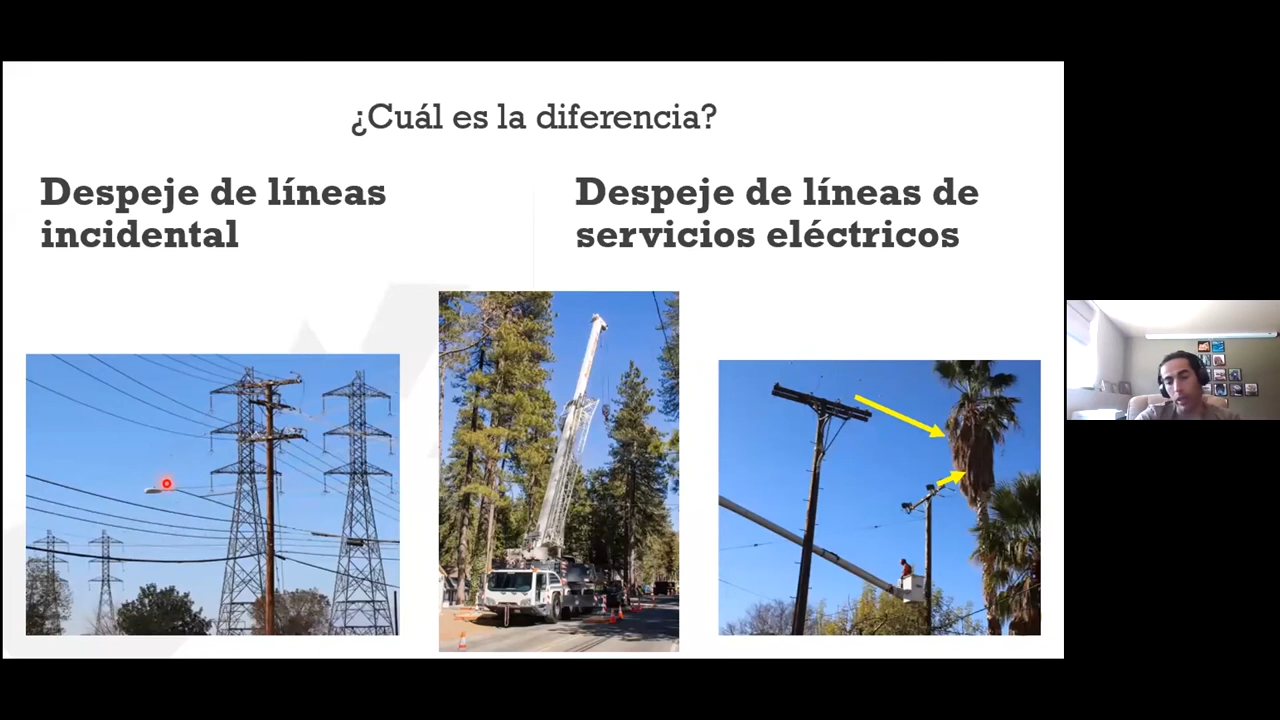 ¿Cuál es la diferencia?
Despeje de líneas
incidental
Despeje de líneas de
servicios eléctricos